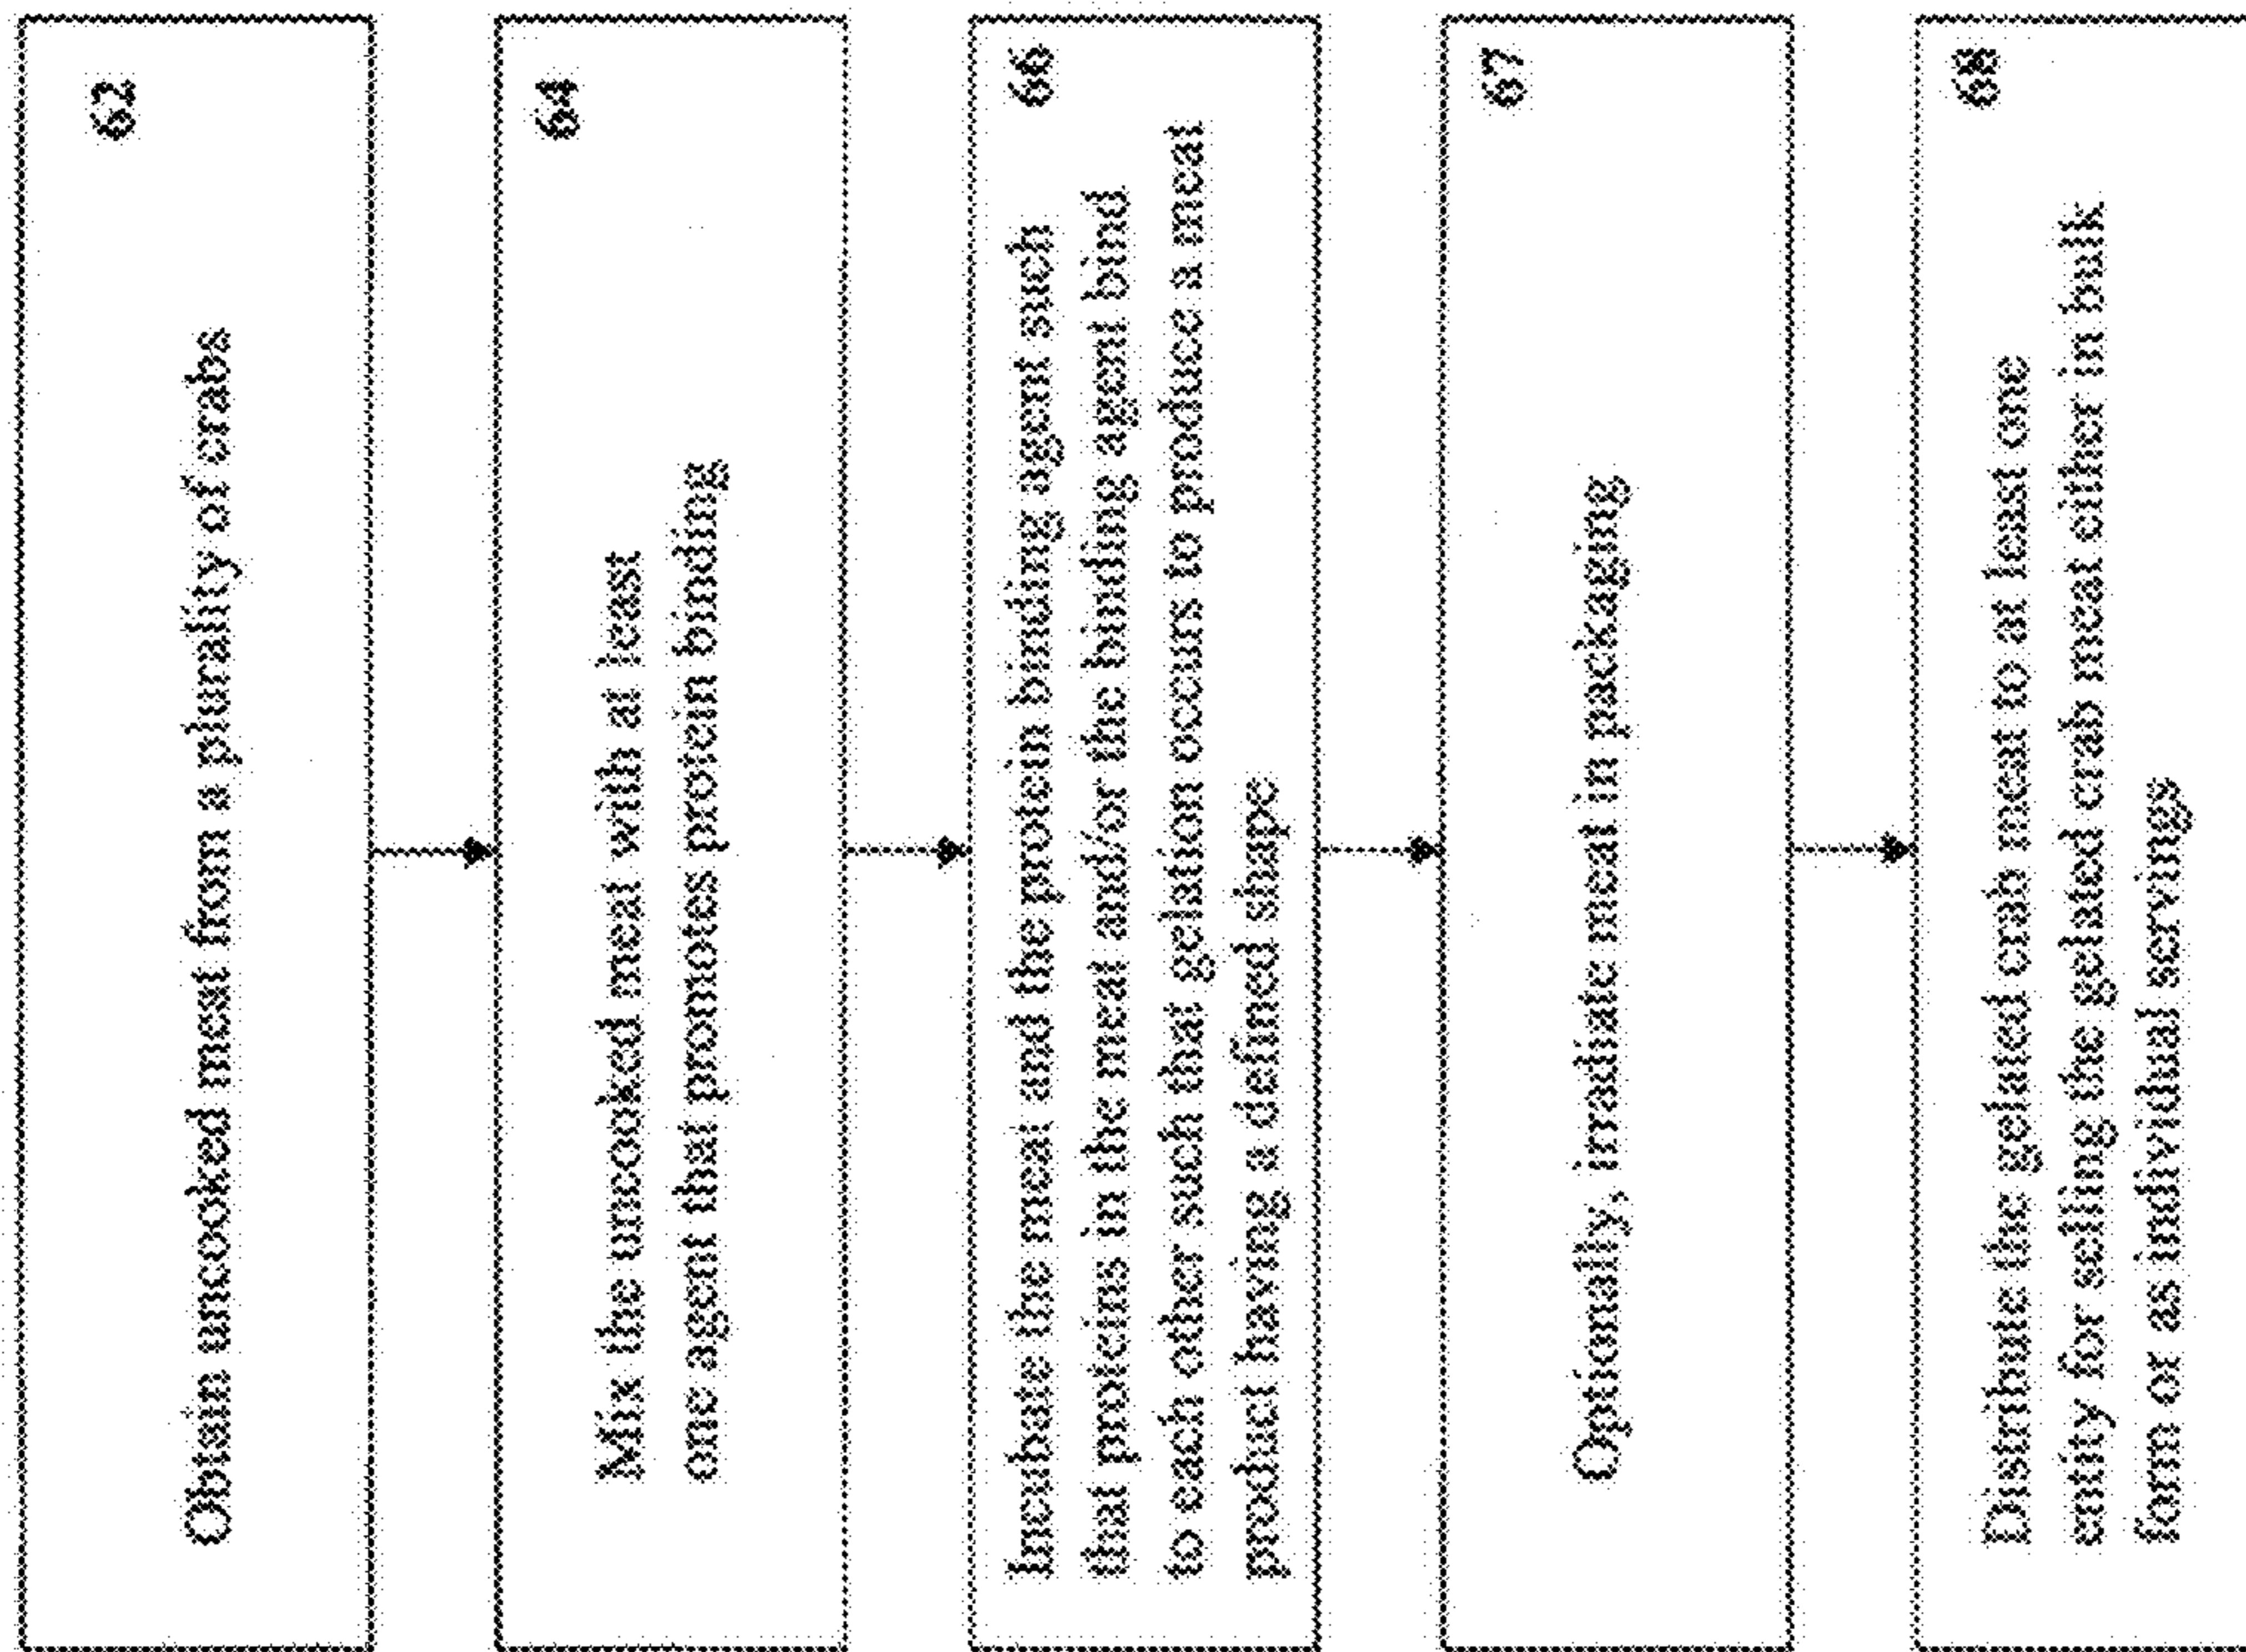 62
Obtain uncooked meat from a plurality of crabs
64
Mix the uncooked meat with at least
one agent that promotes protein binding
66
Incubate the meat and the protein binding agent such
that proteins in the meat and/or the binding agent bind
to each other such that gelation occurs to produce a meat
product having a defined shape
67
Optionally, irradiate meat in packaging
68
Distribute the gelated crab meat to at least one
entity for selling the gelated crab meat either in bulk
form or as individual servings